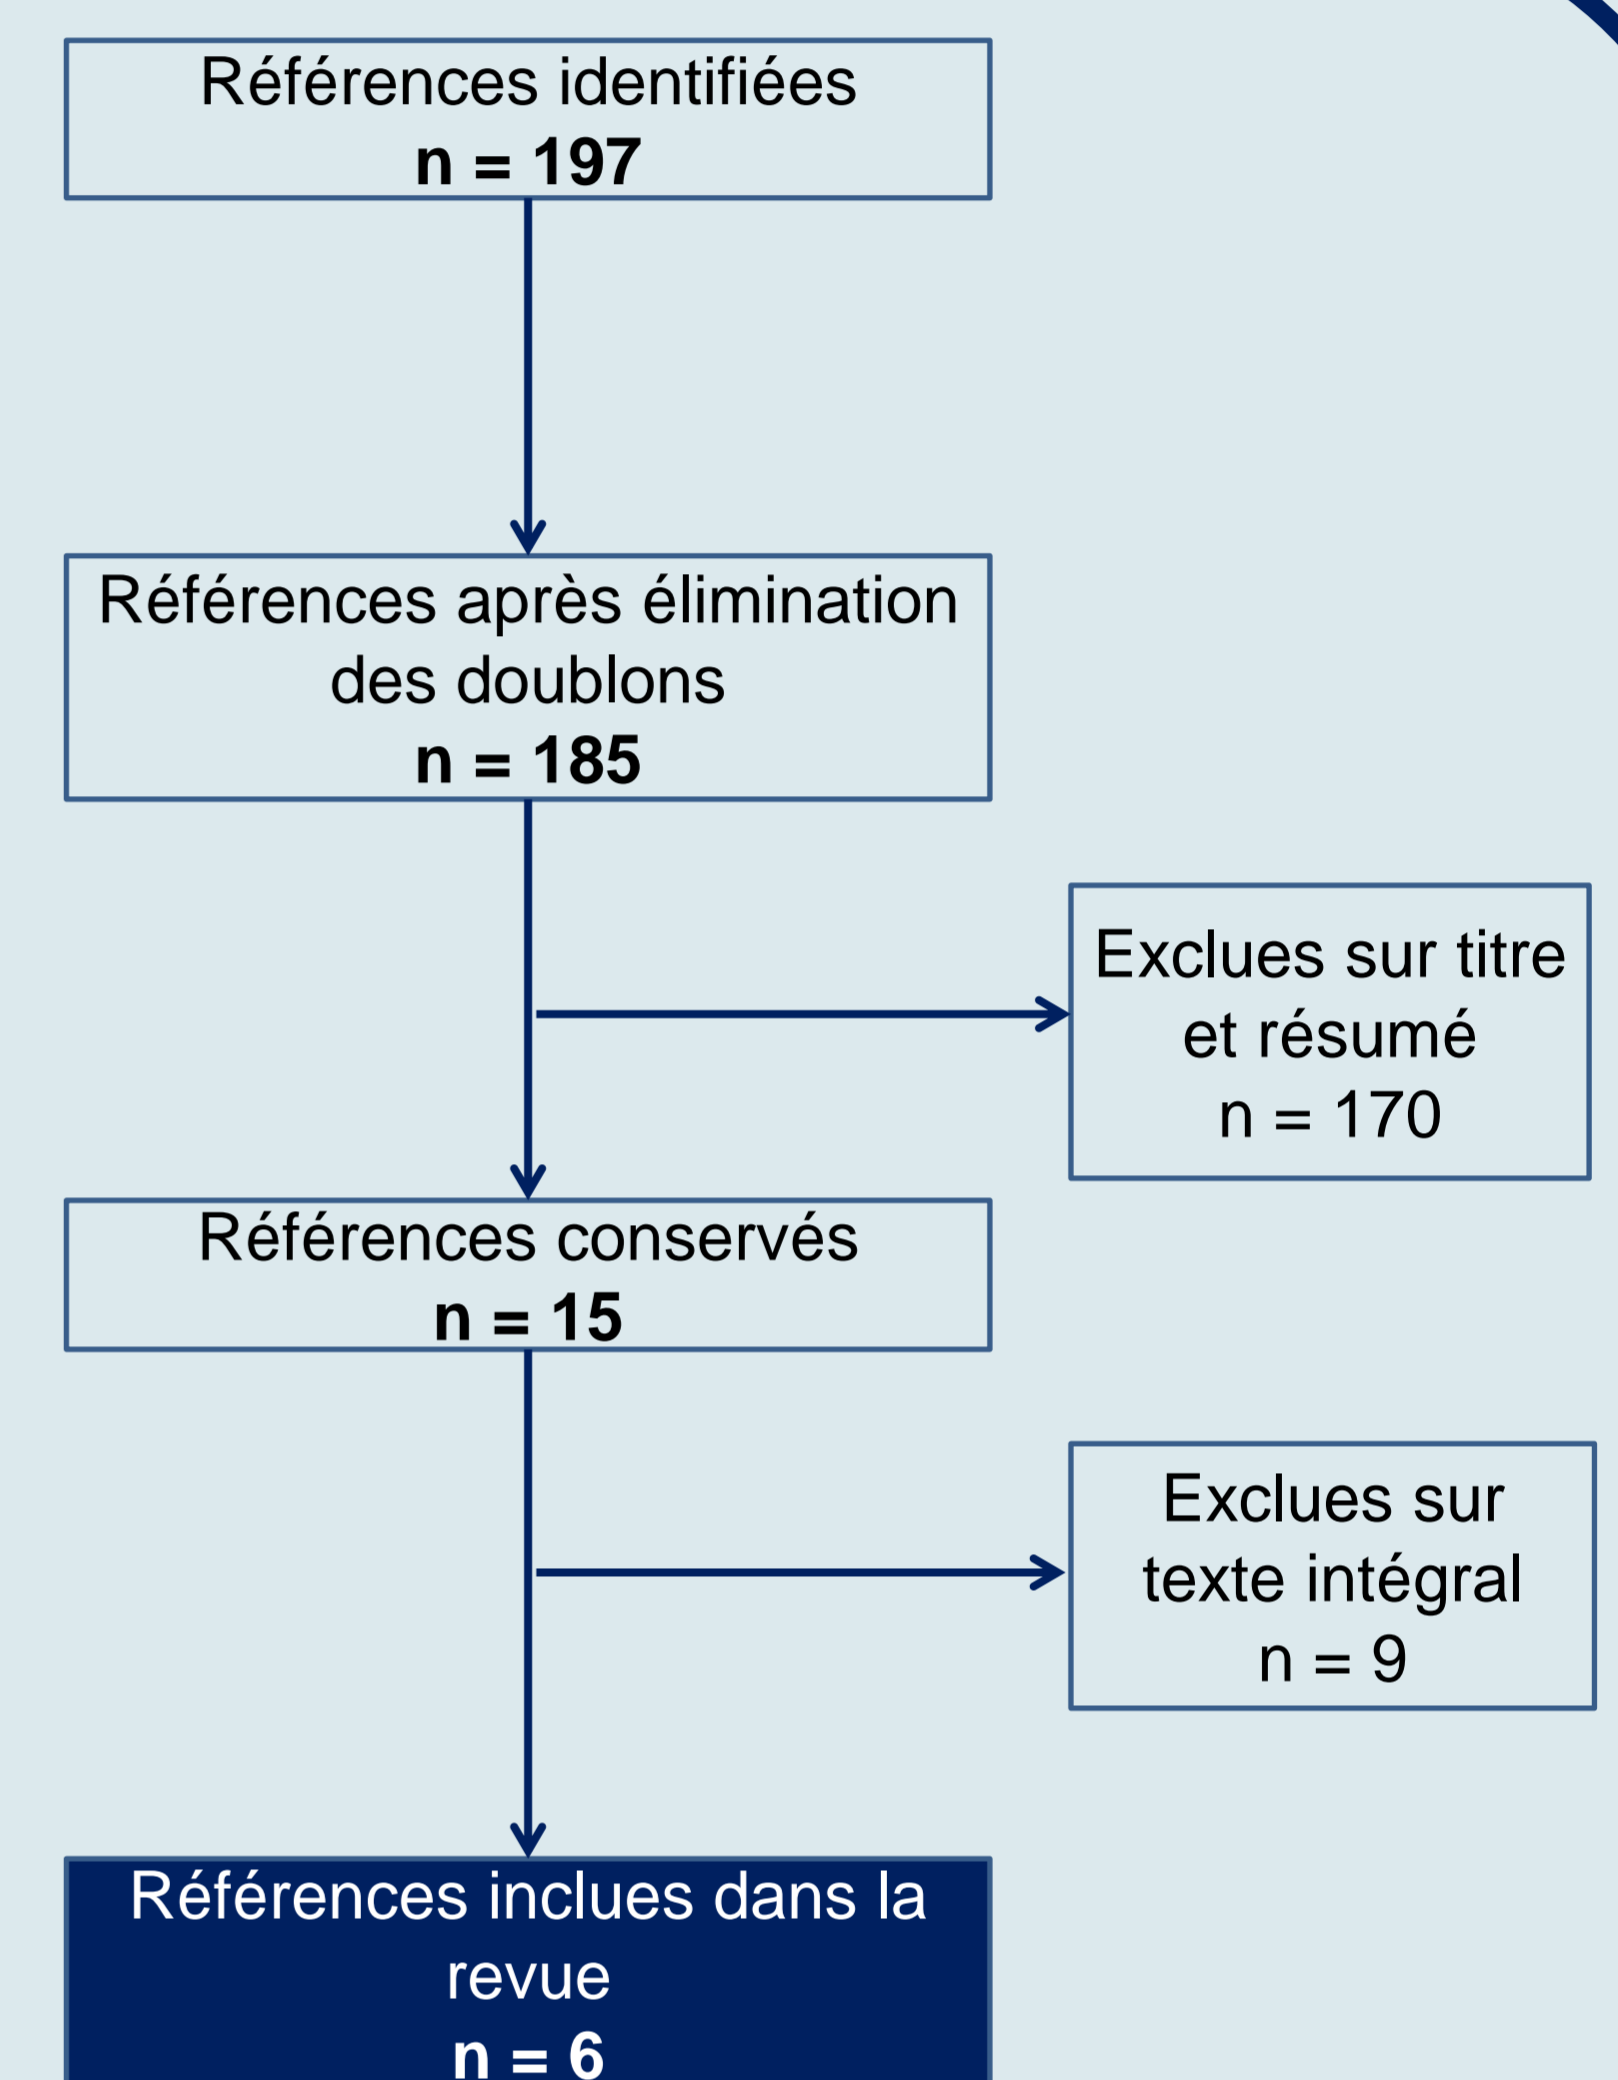 Références identifiées
n = 197
Références après élimination
des doublons
n = 185
Exclues sur titre
et résumé
n = 170
Références conservés
n = 15
Exclues sur
texte intégral
n = 9
Références inclues dans la
revue
n = 6